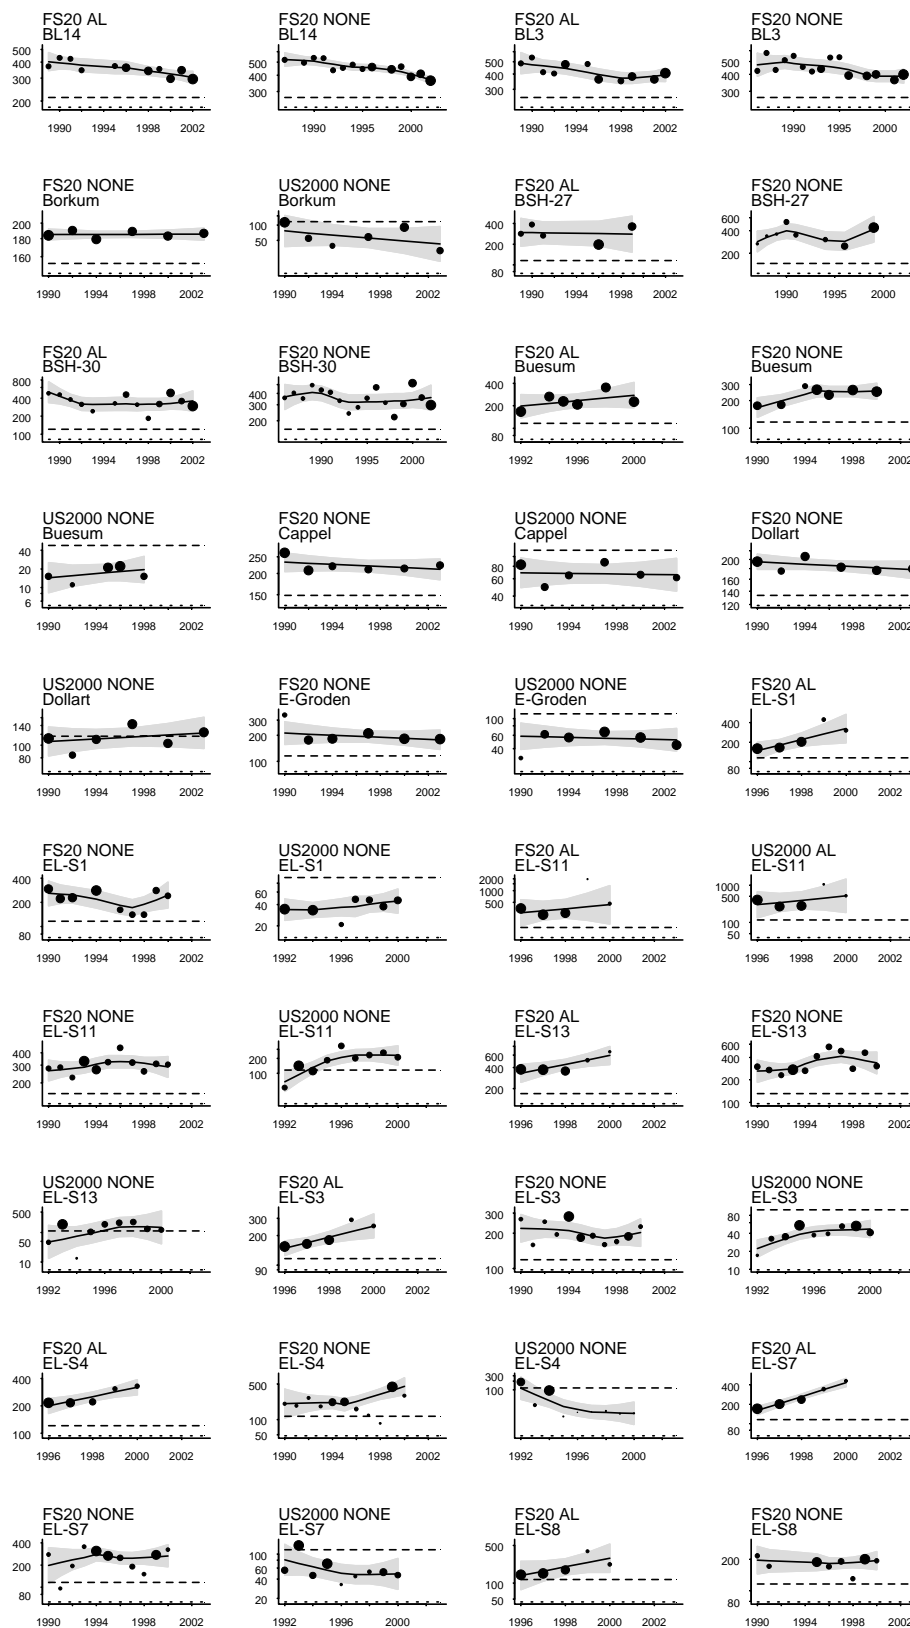 FS20 AL
BL14
500
400
300
200
1990 1994 1998 2002
FS20 NONE
BL14
500
400
300
1990 1995 2000
FS20 AL
BL3
500
400
300
1990 1994 1998 2002
FS20 NONE
BL3
500
400
300
1990 1995 2000
FS20 NONE
Borkum
200
180
160
1990 1994 1998 2002
US2000 NONE
Borkum
100
50
1990 1994 1998 2002
FS20 AL
BSH-27
400
200
80
1990 1994 1998 2002
FS20 NONE
BSH-27
600
400
200
1990 1995 2000
FS20 AL
BSH-30
800
400
200
100
1990 1994 1998 2002
FS20 NONE
BSH-30
400
300
200
1990 1995 2000
FS20 AL
Buesum
400
200
80
1992 1996 2000
FS20 NONE
Buesum
300
200
100
1990 1994 1998 2002
US2000 NONE
Buesum
40
20
10
6
1990 1994 1998 2002
FS20 NONE
Cappel
250
200
150
1990 1994 1998 2002
US2000 NONE
Cappel
80
60
40
1990 1994 1998 2002
FS20 NONE
Dollart
200
160
140
120
1990 1994 1998 2002
US2000 NONE
Dollart
140
100
80
1990 1994 1998 2002
FS20 NONE
E-Groden
300
200
100
1990 1994 1998 2002
US2000 NONE
E-Groden
100
60
40
1990 1994 1998 2002
FS20 AL
EL-S1
400
200
80
1996 1998 2000 2002
FS20 NONE
EL-S1
400
200
80
1990 1994 1998 2002
US2000 NONE
EL-S1
60
40
20
1992 1996 2000
FS20 AL
EL-S11
2000
1000
500
1996 1998 2000 2002
US2000 AL
EL-S11
1000
500
100
50
1996 1998 2000 2002
FS20 NONE
EL-S11
400
300
200
1990 1994 1998 2002
US2000 NONE
EL-S11
200
100
1992 1996 2000
FS20 AL
EL-S13
600
400
200
1996 1998 2000 2002
FS20 NONE
EL-S13
600
400
200
100
1990 1994 1998 2002
US2000 NONE
EL-S13
500
200
50
10
1992 1996 2000
FS20 AL
EL-S3
300
200
90
1996 1998 2000 2002
FS20 NONE
EL-S3
300
200
100
1990 1994 1998 2002
US2000 NONE
EL-S3
80
40
20
10
1992 1996 2000
FS20 AL
EL-S4
400
200
100
1996 1998 2000 2002
FS20 NONE
EL-S4
500
100
50
1990 1994 1998 2002
US2000 NONE
EL-S4
300
100
1992 1996 2000
FS20 AL
EL-S7
400
200
80
1996 1998 2000 2002
FS20 NONE
EL-S7
400
200
80
1990 1994 1998 2002
US2000 NONE
EL-S7
100
60
40
20
1992 1996 2000
FS20 AL
EL-S8
500
100
50
1996 1998 2000 2002
FS20 NONE
EL-S8
200
80
1990 1994 1998 2002